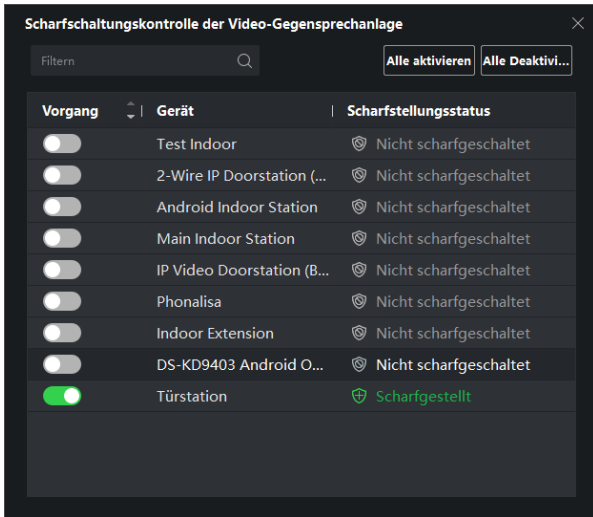 Scharfschaltungskontrolle der Video-Gegensprechanlage
Filtern
Alle aktivieren Alle Deaktivi...
Vorgang Gerät Scharfstellungsstatus
Test Indoor Nicht scharfgeschaltet
2-Wire IP Doorstation (... Nicht scharfgeschaltet
Android Indoor Station Nicht scharfgeschaltet
Main Indoor Station Nicht scharfgeschaltet
IP Video Doorstation (B... Nicht scharfgeschaltet
Phonalisa Nicht scharfgeschaltet
Indoor Extension Nicht scharfgeschaltet
DS-KD9403 Android O... Nicht scharfgeschaltet
Türstation Scharfgestellt